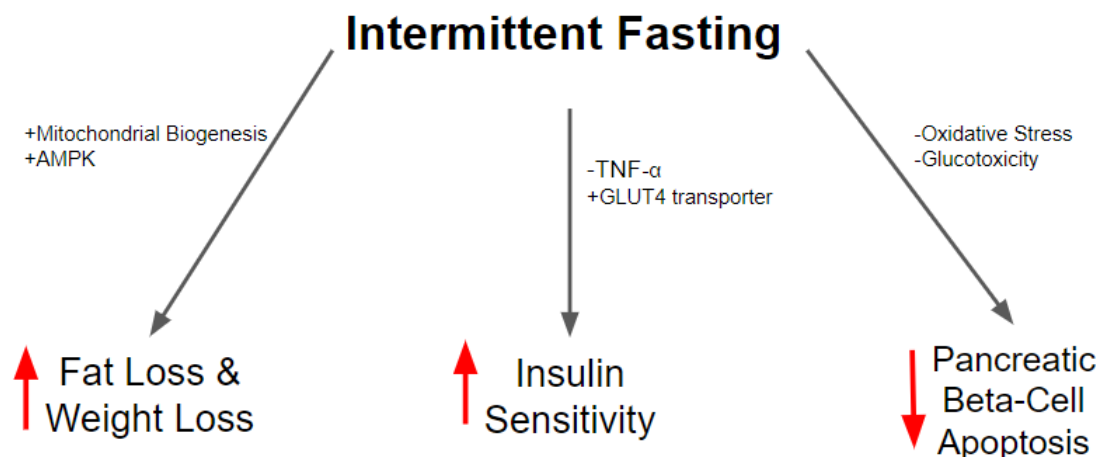 Intermittent Fasting
+Mitochondrial Biogenesis
+AMPK
-TNF-α
+GLUT4 transporter
-Oxidative Stress
-Glucotoxicity
Fat Loss &
Weight Loss
Insulin
Sensitivity
Pancreatic
Beta-Cell
Apoptosis